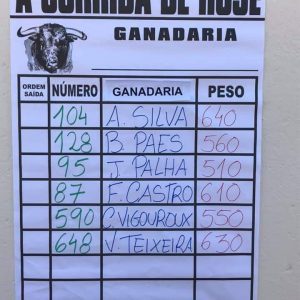 A CORRIDA DE HOJE
GANADARIA
ORDEM SAÍDA NÚMERO GANADARIA PESO
104 A. SILVA 640
128 B. PAES 560
95 J. PALHA 510
87 F. CASTRO 610
590 C. VIGOUROUX 550
648 V. TEIXEIRA 630